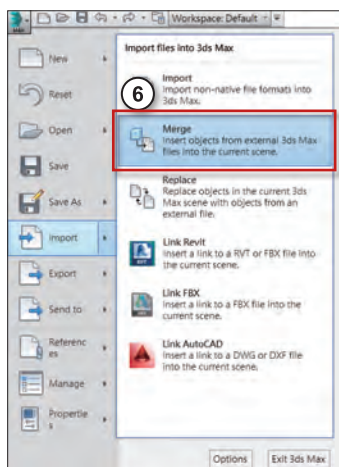 Workspace: Default
MAX
Import files into 3ds Max
New
Reset
Open
Save
Save As
Import
Export
Send to
Referenc
es
Manage
Propertie
s
6
Import
Import non-native file formats into
3ds Max.
Merge
Insert objects from external 3ds Max
files into the current scene.
Replace
Replace objects in the current 3ds
Max scene with objects from an
external file.
Link Revit
Insert a link to a RVT or FBX file into
the current scene.
Link FBX
Insert a link to a FBX file into the
current scene.
Link AutoCAD
Insert a link to a DWG or DXF file
into the current scene.
Options
Exit 3ds Max